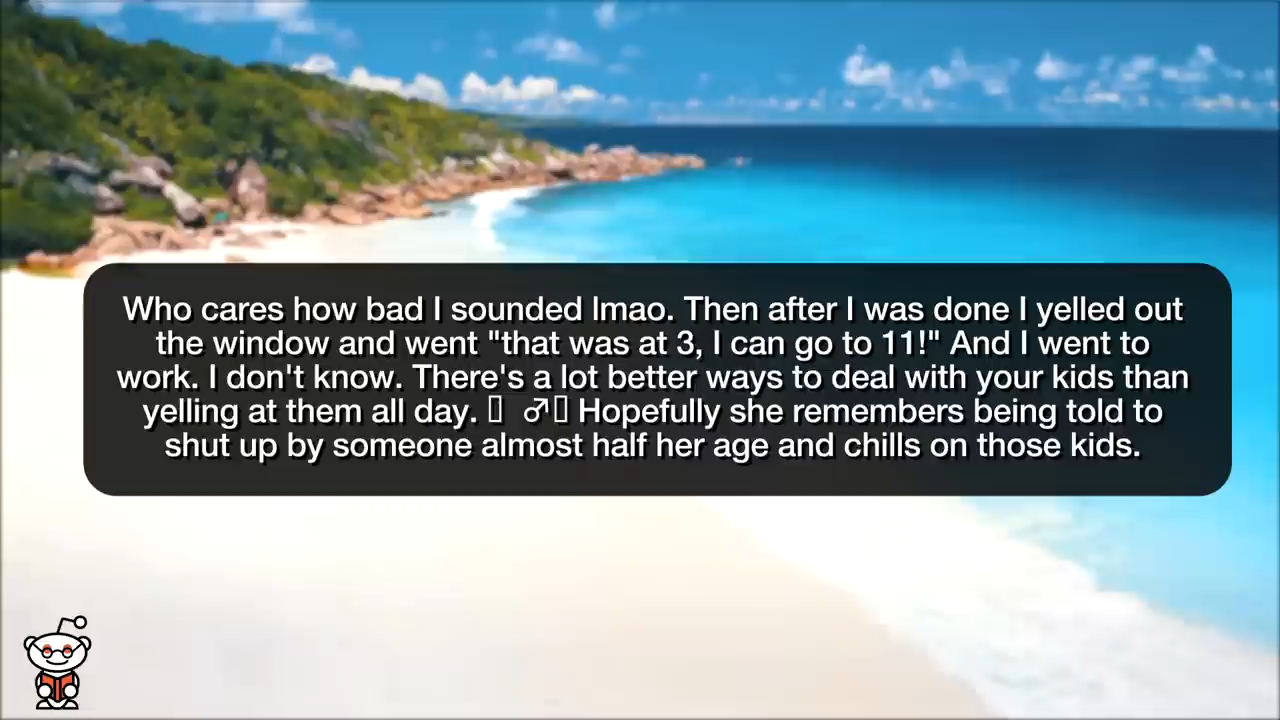 Who cares how bad I sounded lmao. Then after I was done I yelled out
the window and went "that was at 3, I can go to 11!" And I went to
work. I don't know. There's a lot better ways to deal with your kids than
yelling at them all day. ▯ ♂▯ Hopefully she remembers being told to
shut up by someone almost half her age and chills on those kids.